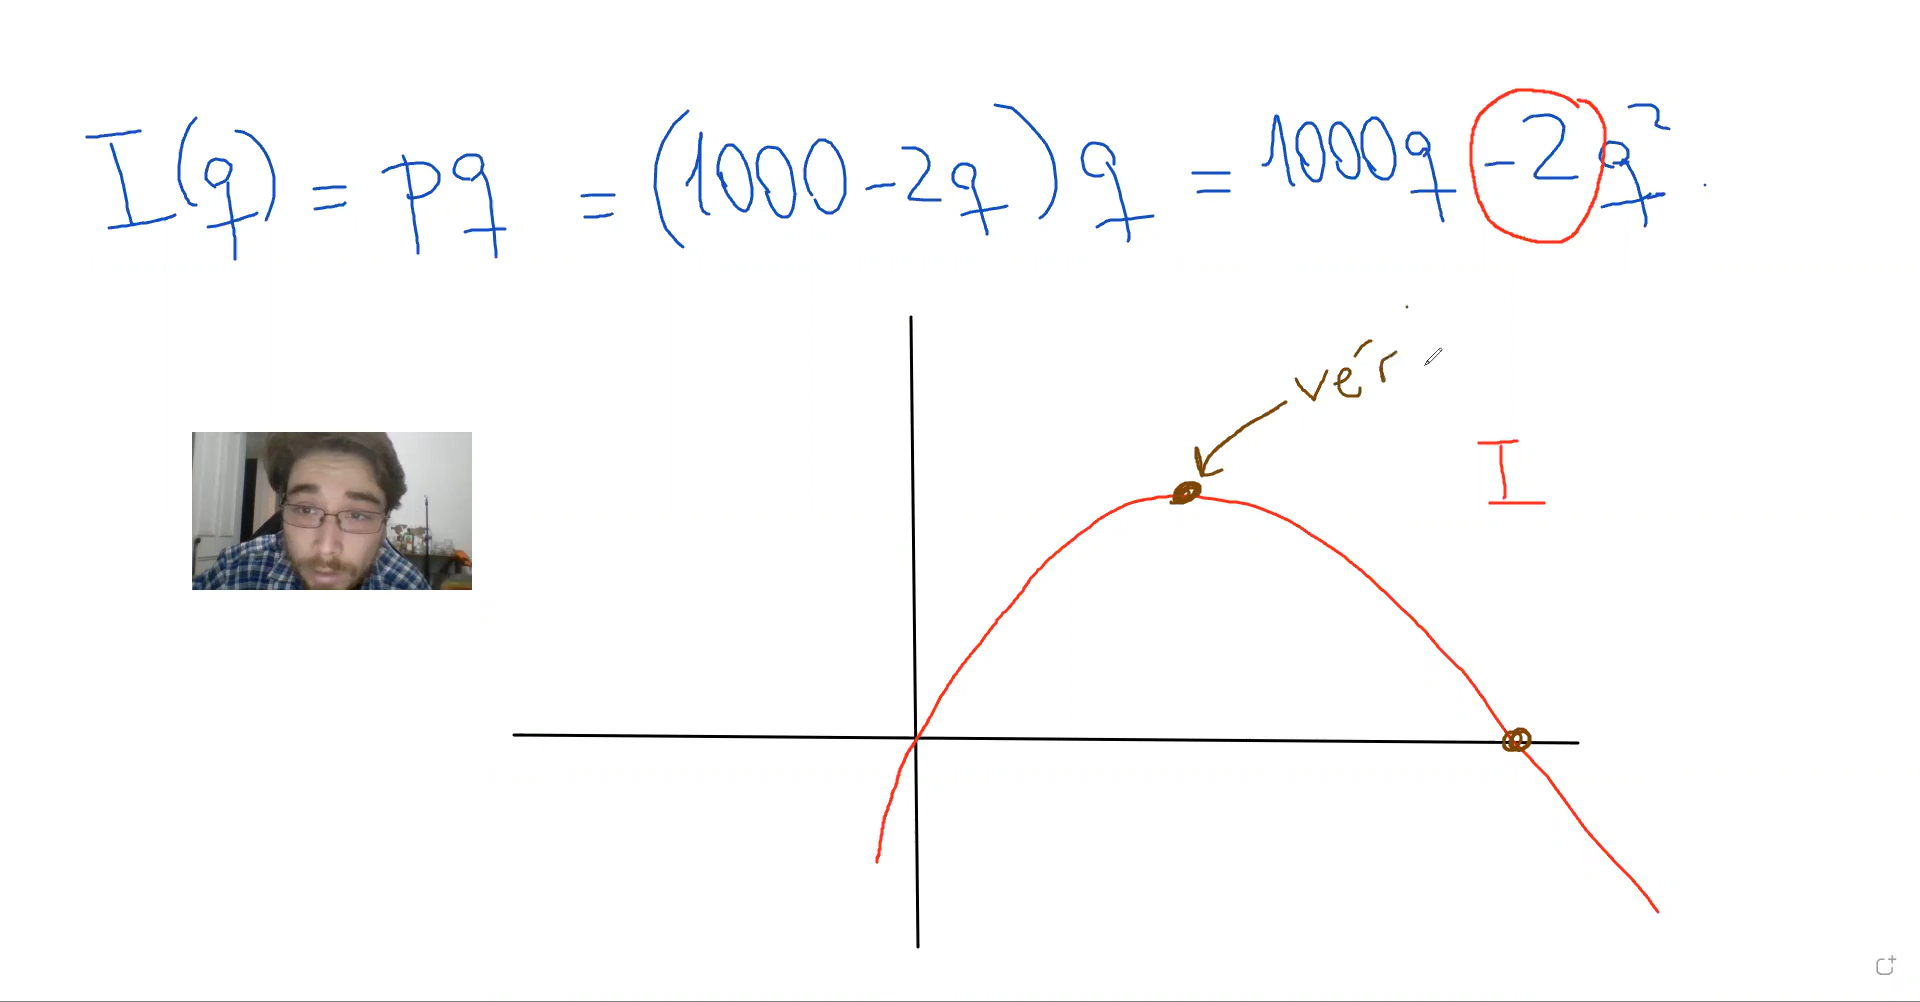 I(q) = pq = (1000-2q)q = 1000q -2q².
vér
I